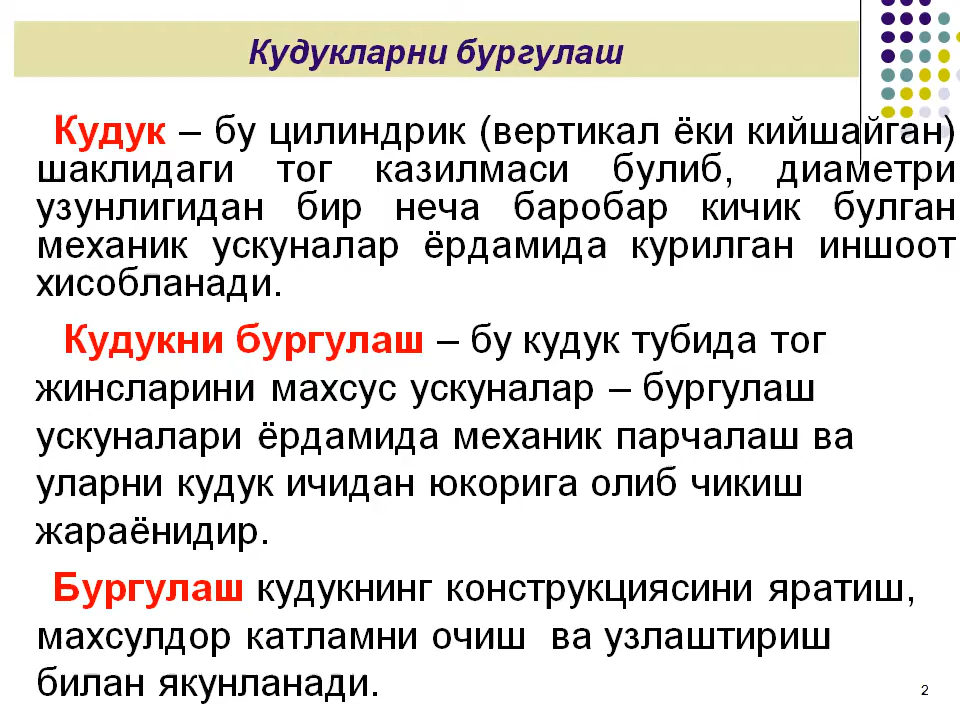 Кудукларни бургулаш
Кудук – бу цилиндрик (вертикал ёки кийшайган)
шаклидаги тог казилмаси булиб, диаметри
узунлигидан бир неча баробар кичик булган
механик ускуналар ёрдамида курилган иншоот
хисобланади.
Кудукни бургулаш – бу кудук тубида тог
жинсларини махсус ускуналар – бургулаш
ускуналари ёрдамида механик парчалаш ва
уларни кудук ичидан юкорига олиб чикиш
жараёнидир.
Бургулаш кудукнинг конструкциясини яратиш,
махсулдор катламни очиш ва узлаштириш
билан якунланади.
2